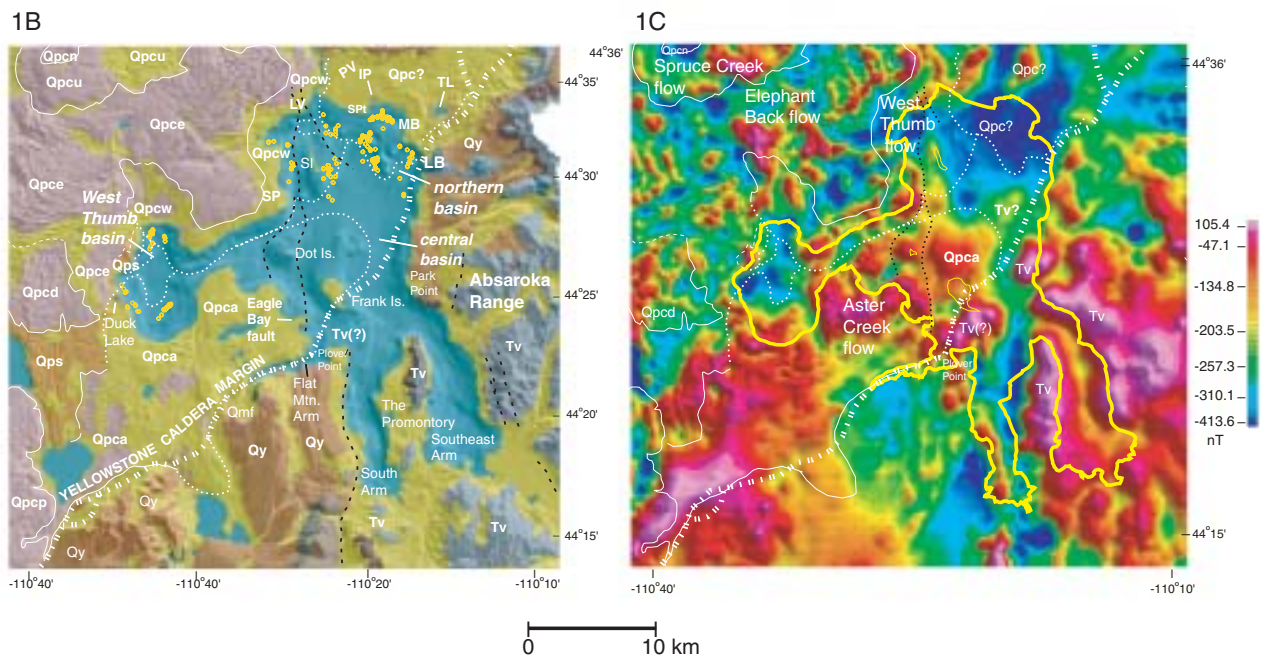 1B
Qpcn
Qpcu
Qpcu
Qpce
Qpcw
LV
PV
IP
Qpc?
TL
SPt
MB
Qy
Qpcw
SI
LB
Qpce
SP
northern
basin
West
Thumb
basin
Qpcw
Dot Is.
central
basin
Qpce
Qps
Park
Point
Absaroka
Range
Qpcd
Qpca
Eagle
Bay
fault
Frank Is.
Duck
Lake
Tv(?)
Qps
Qpca
Plover
Point
Tv
Tv
YELLOWSTONE CALDERA MARGIN
Flat
Mtn.
Arm
Qmf
The
Promontory
Qpca
Qy
Qy
Southeast
Arm
South
Arm
Qpcp
Qy
Tv
Tv
Qy
44°36'
44°35'
44°30'
44°25'
44°20'
44°15'
-110°40'
-110°40'
-110°20'
-110°10'
1C
Qpcn
Spruce Creek
flow
Elephant
Back flow
West
Thumb
flow
Qpc?
Qpc?
Tv?
Qpca
Tv
Qpcd
Aster
Creek
flow
Tv(?)
Tv
Plover
Point
Tv
44°36'
44°15'
-110°40'
-110°10'
105.4
-47.1
-134.8
-203.5
-257.3
-310.1
-413.6
nT
0
10 km